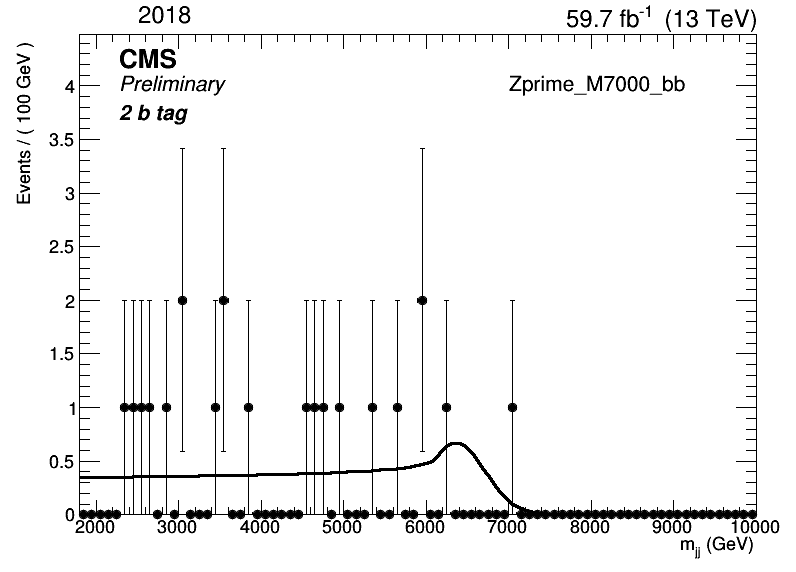 2018
59.7 fb-1 (13 TeV)
CMS
Preliminary
2 b tag
Zprime_M7000_bb
Events / ( 100 GeV )
4
3.5
3
2.5
2
1.5
1
0.5
0
2000 3000 4000 5000 6000 7000 8000 9000 10000
mjj (GeV)